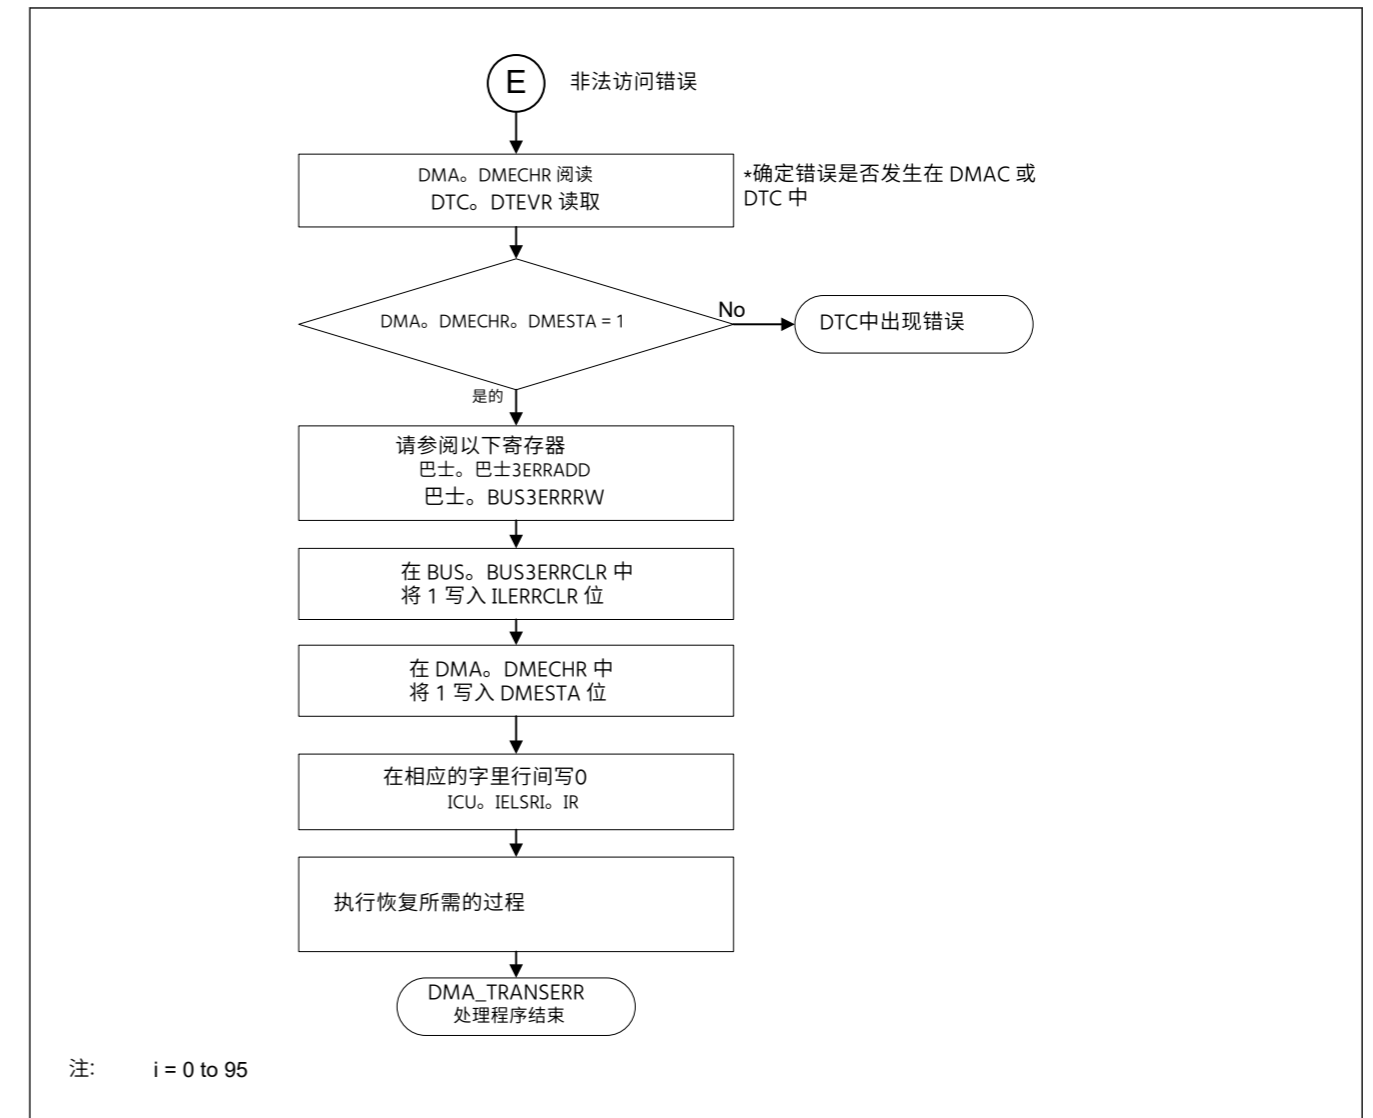 E
非法访问错误
DMA。DMECHR 阅读
DTC。DTEVR 读取
*确定错误是否发生在 DMAC 或
DTC 中
DMA。DMECHR。DMESTA = 1
No
DTC中出现错误
是的
请参阅以下寄存器
巴士。巴士3ERRADD
巴士。BUS3ERRRW
在 BUS。BUS3ERRCLR 中
将 1 写入 ILERRCLR 位
在 DMA。DMECHR 中
将 1 写入 DMESTA 位
在相应的字里行间写0
ICU。IELSRI。IR
执行恢复所需的过程
DMA_TRANSERR
处理程序结束
注: i = 0 to 95